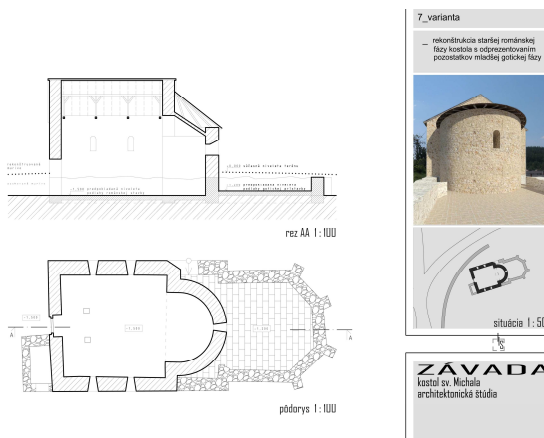 7_varianta
_ rekonštrukcia staršej románskej
fázy kostola s odprezentovaním
pozostatkov mladšej gotickej fázy
rez AA 1:100
A
A
pôdorys 1:100
situácia 1:50
ZÁVADA
kostol sv. Michala
architektonická štúdia